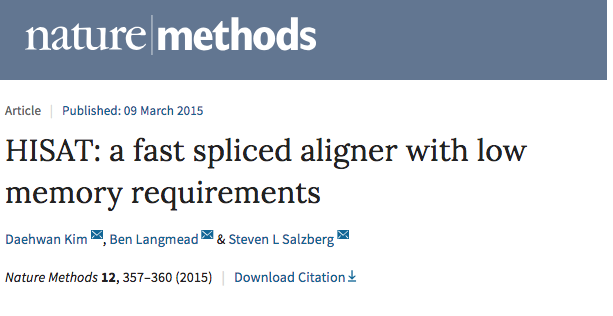 nature methods
Article | Published: 09 March 2015
HISAT: a fast spliced aligner with low
memory requirements
Daehwan Kim, Ben Langmead & Steven L Salzberg
Nature Methods 12, 357–360 (2015) | Download Citation